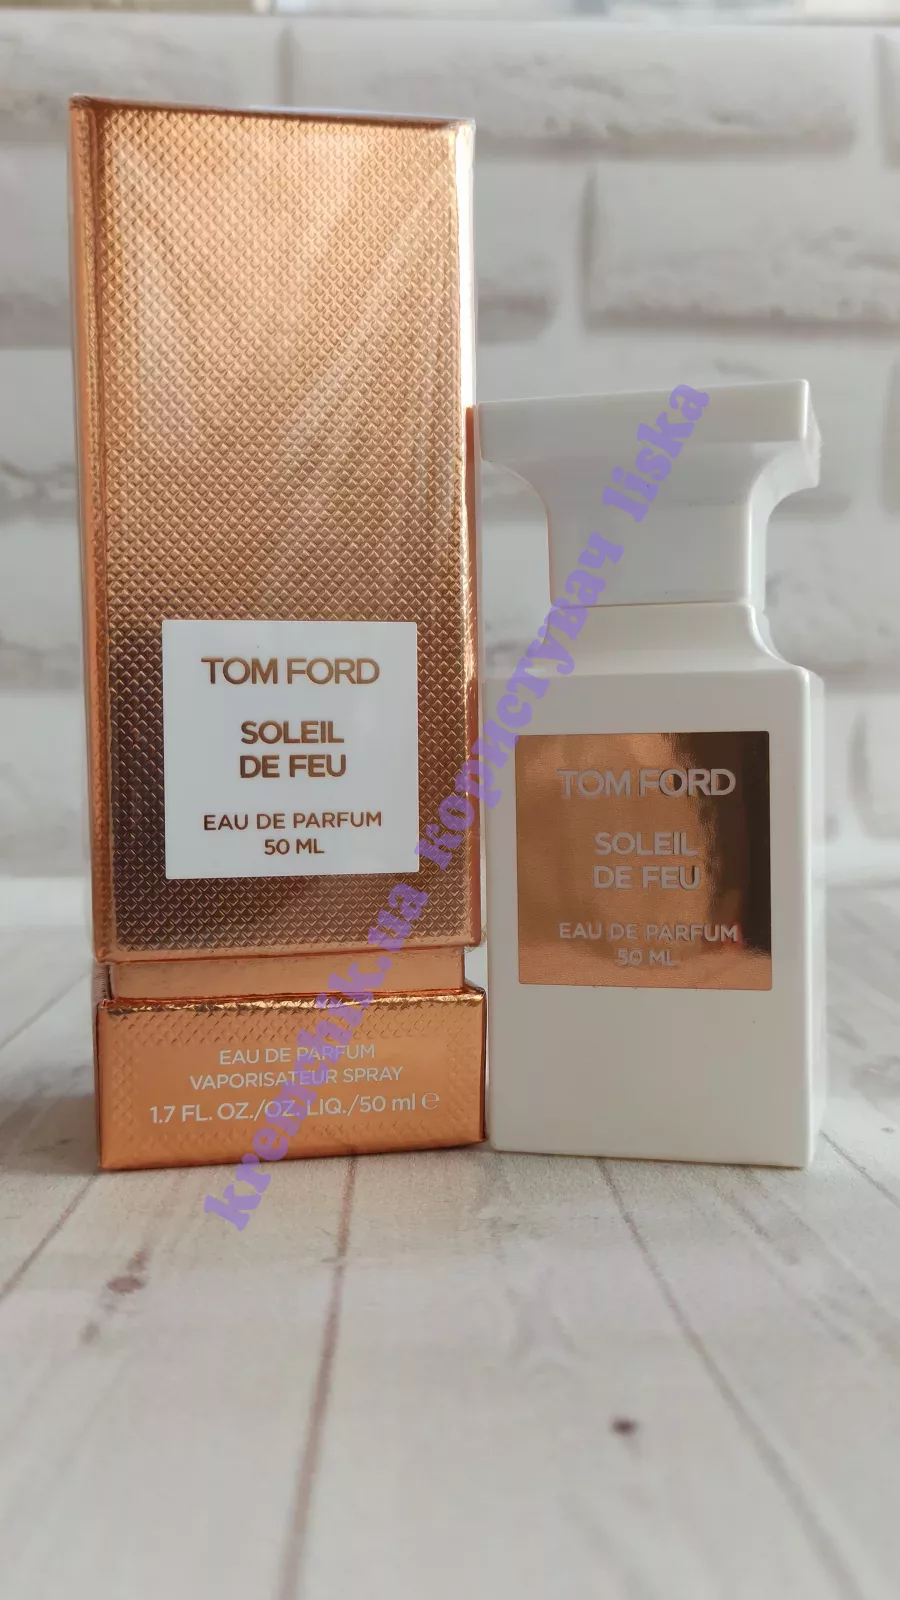 TOM FORD
SOLEIL
DE FEU
EAU DE PARFUM
50 ML
EAU DE PARFUM
VAPORISATEUR SPRAY
1.7 FL. OZ./OZ. LIQ./50 ml ℮
TOM FORD
SOLEIL
DE FEU
EAU DE PARFUM
50 ML
kremchik.ua користувач liska